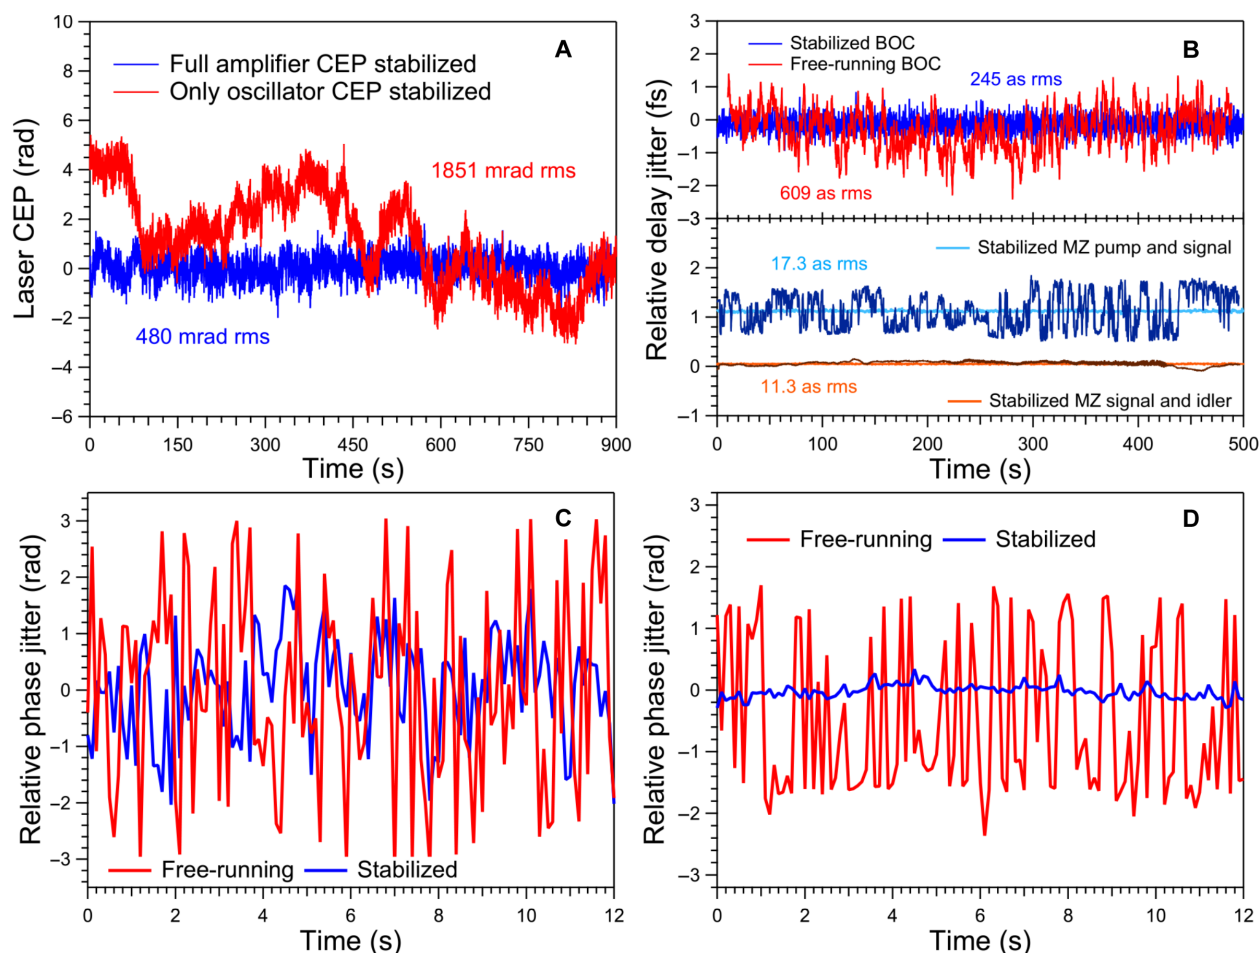 A
Full amplifier CEP stabilized
Only oscillator CEP stabilized
1851 mrad rms
480 mrad rms
Laser CEP (rad)
10
8
6
4
2
0
–2
–4
–6
0 150 300 450 600 750 900
Time (s)
B
Stabilized BOC
Free-running BOC
245 as rms
609 as rms
Relative delay jitter (fs)
3
2
1
0
–1
–2
–3
Stabilized MZ pump and signal
17.3 as rms
11.3 as rms
Stabilized MZ signal and idler
2
1
0
–1
0 100 200 300 400 500
Time (s)
C
Relative phase jitter (rad)
3
2
1
0
–1
–2
–3
Free-running Stabilized
0 2 4 6 8 10 12
Time (s)
D
Free-running Stabilized
Relative phase jitter (rad)
3
2
1
0
–1
–2
–3
0 2 4 6 8 10 12
Time (s)